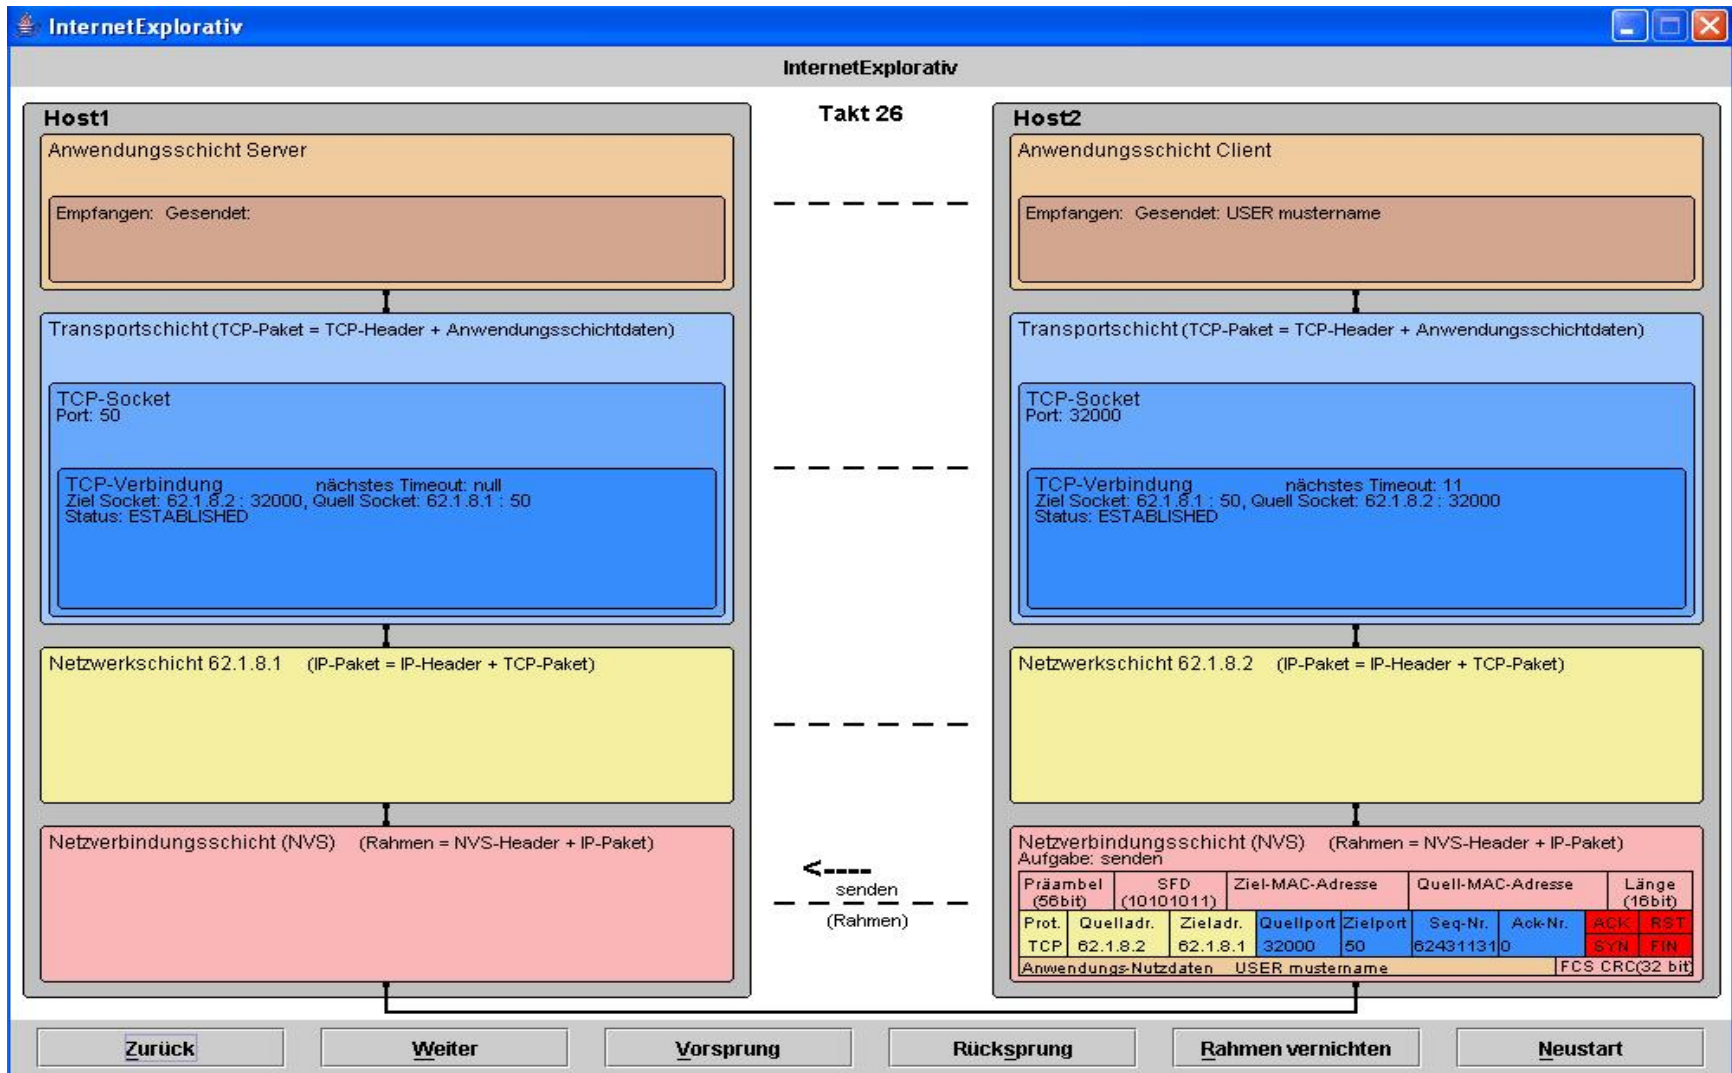 InternetExplorativ
InternetExplorativ
Host1
Anwendungsschicht Server
Empfangen: Gesendet:
Transportschicht (TCP-Paket = TCP-Header + Anwendungsschichtdaten)
TCP-Socket
Port: 50
TCP-Verbindung nächstes Timeout: null
Ziel Socket: 62.1.8.2 : 32000, Quell Socket: 62.1.8.1 : 50
Status: ESTABLISHED
Netzwerkschicht 62.1.8.1 (IP-Paket = IP-Header + TCP-Paket)
Netzverbindungsschicht (NVS) (Rahmen = NVS-Header + IP-Paket)
Takt 26
senden
(Rahmen)
Host2
Anwendungsschicht Client
Empfangen: Gesendet: USER mustername
Transportschicht (TCP-Paket = TCP-Header + Anwendungsschichtdaten)
TCP-Socket
Port: 32000
TCP-Verbindung nächstes Timeout: 11
Ziel Socket: 62.1.8.1 : 50, Quell Socket: 62.1.8.2 : 32000
Status: ESTABLISHED
Netzwerkschicht 62.1.8.2 (IP-Paket = IP-Header + TCP-Paket)
Netzverbindungsschicht (NVS) (Rahmen = NVS-Header + IP-Paket)
Aufgabe: senden
Präambel SFD Ziel-MAC-Adresse Quell-MAC-Adresse Länge
(56bit) (10101011) (16bit)
Prot. Quelladr. Zieladr. Quellport Zielport Seq-Nr. Ack-Nr. ACK RST
TCP 62.1.8.2 62.1.8.1 32000 50 62431131 0 SYN FIN
Anwendungs-Nutzdaten USER mustername FCS CRC(32 bit)
Zurück Weiter Vorsprung Rücksprung Rahmen vernichten Neustart